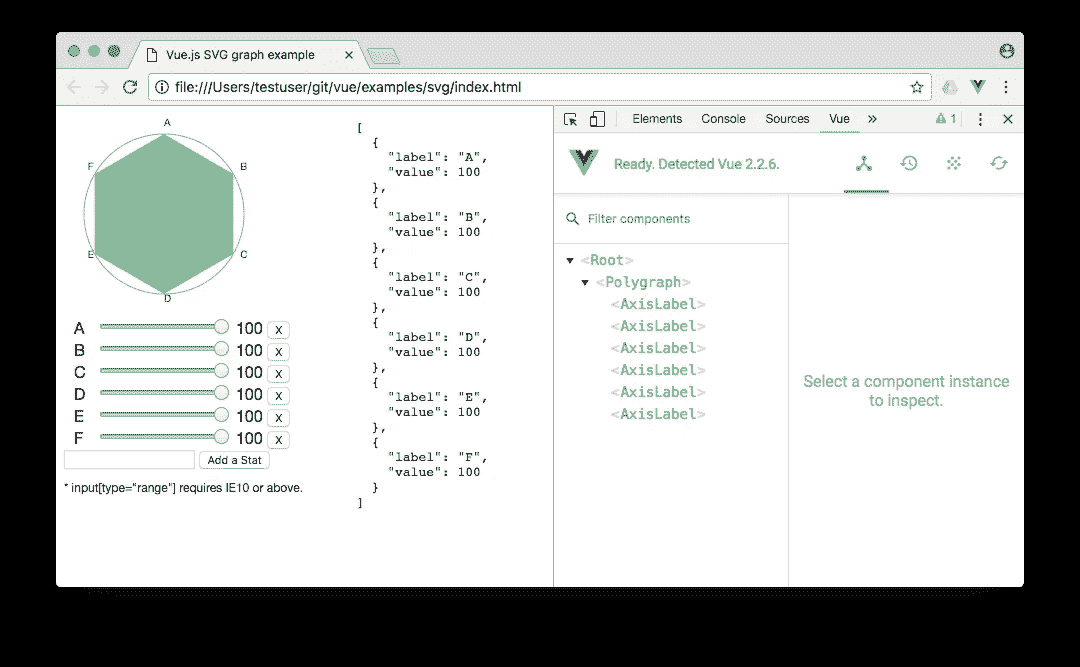 Vue.js SVG graph example
file:///Users/testuser/git/vue/examples/svg/index.html
A
F
B
E
C
D
A 100 x
B 100 x
C 100 x
D 100 x
E 100 x
F 100 x
Add a Stat
* input[type="range"] requires IE10 or above.
[
{
"label": "A",
"value": 100
},
{
"label": "B",
"value": 100
},
{
"label": "C",
"value": 100
},
{
"label": "D",
"value": 100
},
{
"label": "E",
"value": 100
},
{
"label": "F",
"value": 100
}
]
Elements Console Sources Vue » 1
Ready. Detected Vue 2.2.6.
Filter components
<Root>
<Polygraph>
<AxisLabel>
<AxisLabel>
<AxisLabel>
<AxisLabel>
<AxisLabel>
<AxisLabel>
Select a component instance
to inspect.